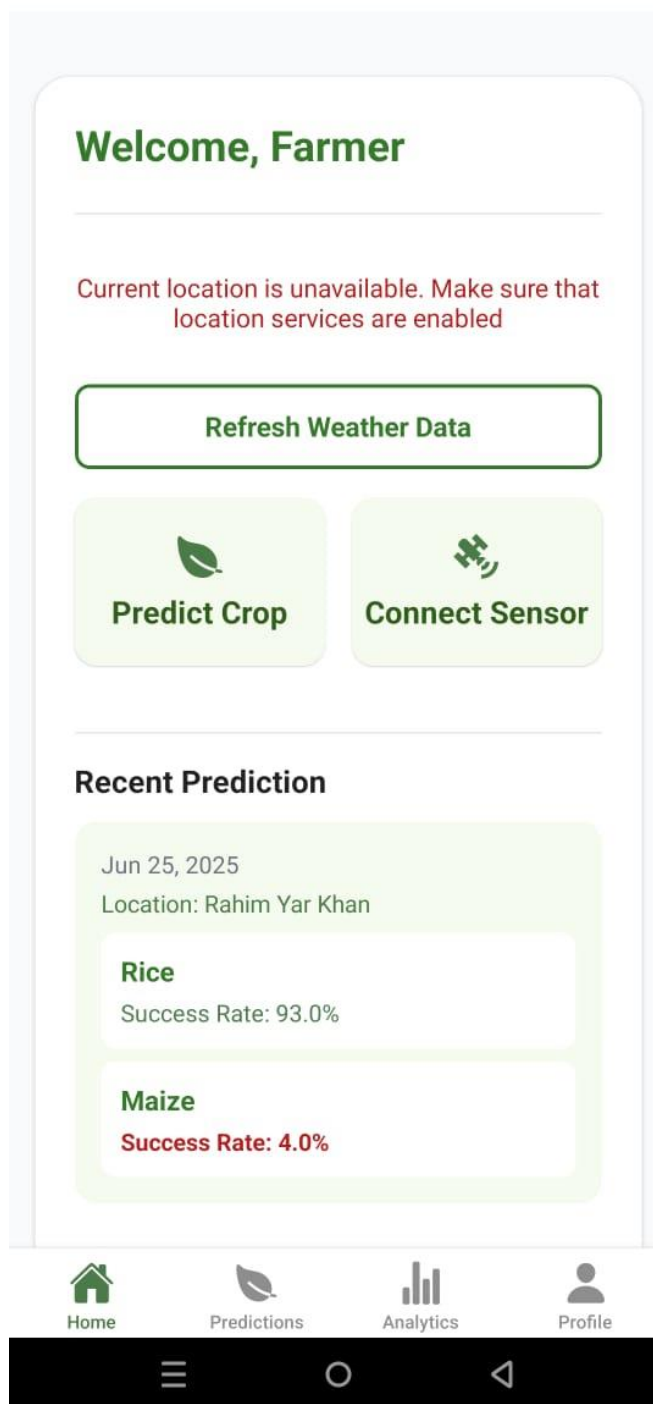 Welcome, Farmer
Current location is unavailable. Make sure that
location services are enabled
Refresh Weather Data
Predict Crop
Connect Sensor
Recent Prediction
Jun 25, 2025
Location: Rahim Yar Khan
Rice
Success Rate: 93.0%
Maize
Success Rate: 4.0%
Home
Predictions
Analytics
Profile